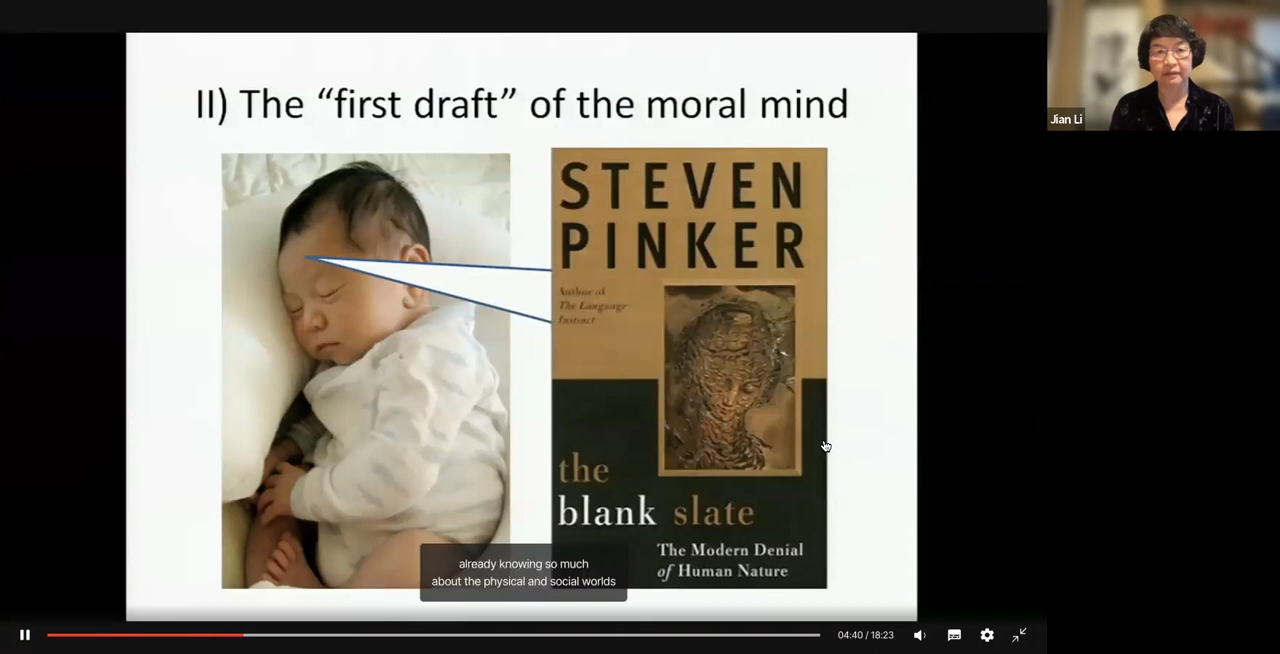 II) The “first draft” of the moral mind
STEVEN
PINKER
Author of
The Language
Instinct
the
blank slate
The Modern Denial
of Human Nature
already knowing so much
about the physical and social worlds
04:40 / 18:23
Jian Li